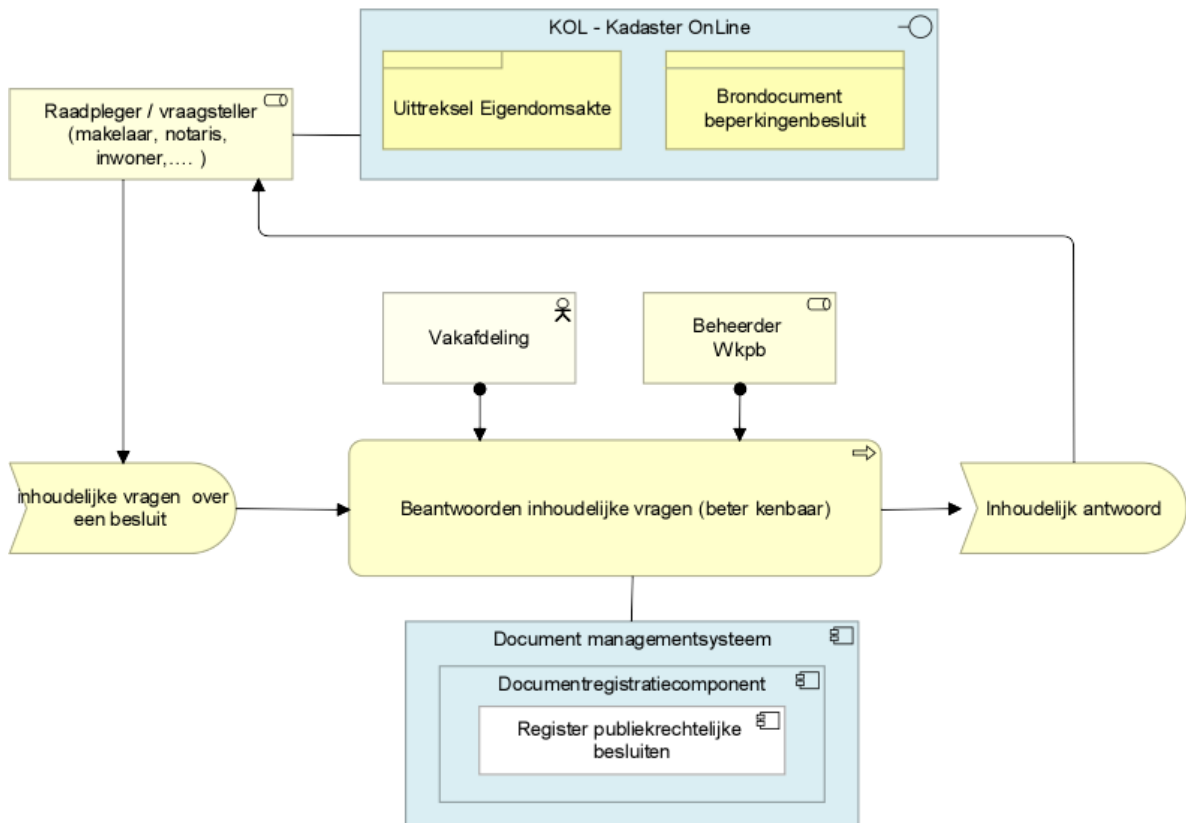 KOL - Kadaster OnLine
Uittreksel Eigendomsakte
Brondocument
beperkingenbesluit
Raadpleger / vraagsteller
(makelaar, notaris,
inwoner,.... )
Vakafdeling
Beheerder
Wkpb
inhoudelijke vragen over
een besluit
Beantwoorden inhoudelijke vragen (beter kenbaar)
Inhoudelijk antwoord
Document managementsysteem
Documentregistratiecomponent
Register publiekrechtelijke
besluiten